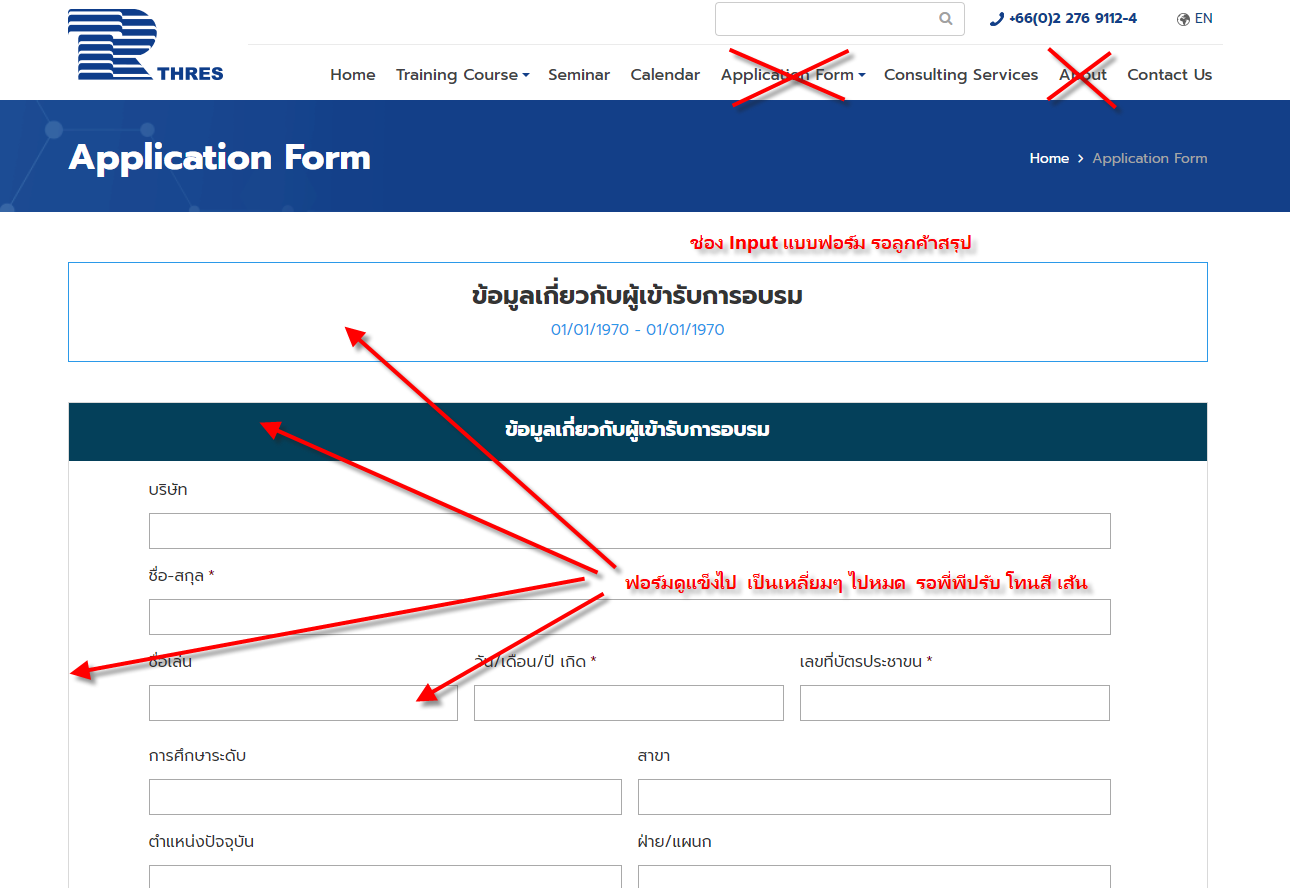 +66(0)2 276 9112-4 EN
THRES
Home Training Course Seminar Calendar Application Form Consulting Services About Contact Us
Application Form
Home > Application Form
ช่อง Input แบบฟอร์ม รอลูกค้าสรุป
ข้อมูลเกี่ยวกับผู้เข้ารับการอบรม
01/01/1970 - 01/01/1970
ข้อมูลเกี่ยวกับผู้เข้ารับการอบรม
บริษัท
ชื่อ-สกุล *
ฟอร์มดูแข็งไป เป็นเหลี่ยมๆ ไปหมด รอพี่พีปรับ โทนสี เส้น
ชื่อเล่น วัน/เดือน/ปี เกิด * เลขที่บัตรประชาชน *
การศึกษาระดับ สาขา
ตำแหน่งปัจจุบัน ฝ่าย/แผนก